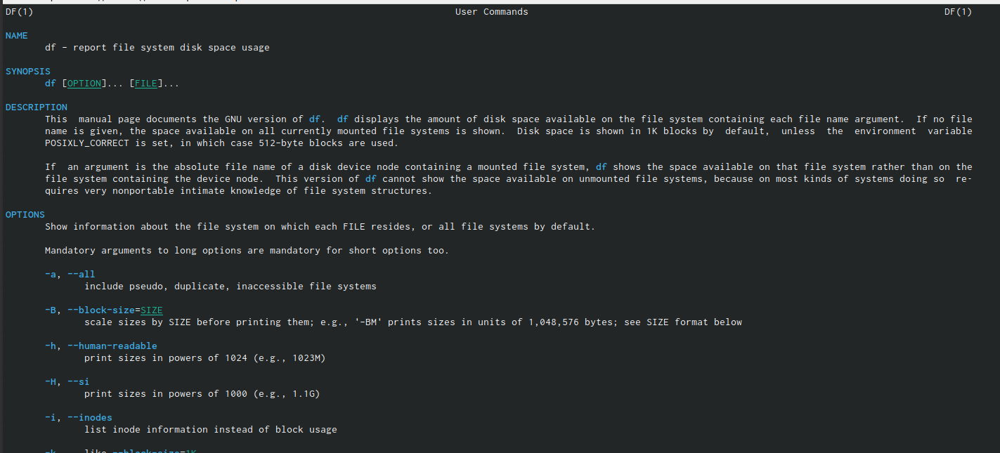 DF(1) User Commands DF(1)
NAME
df - report file system disk space usage
SYNOPSIS
df [OPTION]... [FILE]...
DESCRIPTION
This manual page documents the GNU version of df. df displays the amount of disk space available on the file system containing each file name argument. If no file
name is given, the space available on all currently mounted file systems is shown. Disk space is shown in 1K blocks by default, unless the environment variable
POSIXLY_CORRECT is set, in which case 512-byte blocks are used.
If an argument is the absolute file name of a disk device node containing a mounted file system, df shows the space available on that file system rather than on the
file system containing the device node. This version of df cannot show the space available on unmounted file systems, because on most kinds of systems doing so re-
quires very nonportable intimate knowledge of file system structures.
OPTIONS
Show information about the file system on which each FILE resides, or all file systems by default.
Mandatory arguments to long options are mandatory for short options too.
-a, --all
include pseudo, duplicate, inaccessible file systems
-B, --block-size=SIZE
scale sizes by SIZE before printing them; e.g., '-BM' prints sizes in units of 1,048,576 bytes; see SIZE format below
-h, --human-readable
print sizes in powers of 1024 (e.g., 1023M)
-H, --si
print sizes in powers of 1000 (e.g., 1.1G)
-i, --inodes
list inode information instead of block usage
-k like --block-size=1K